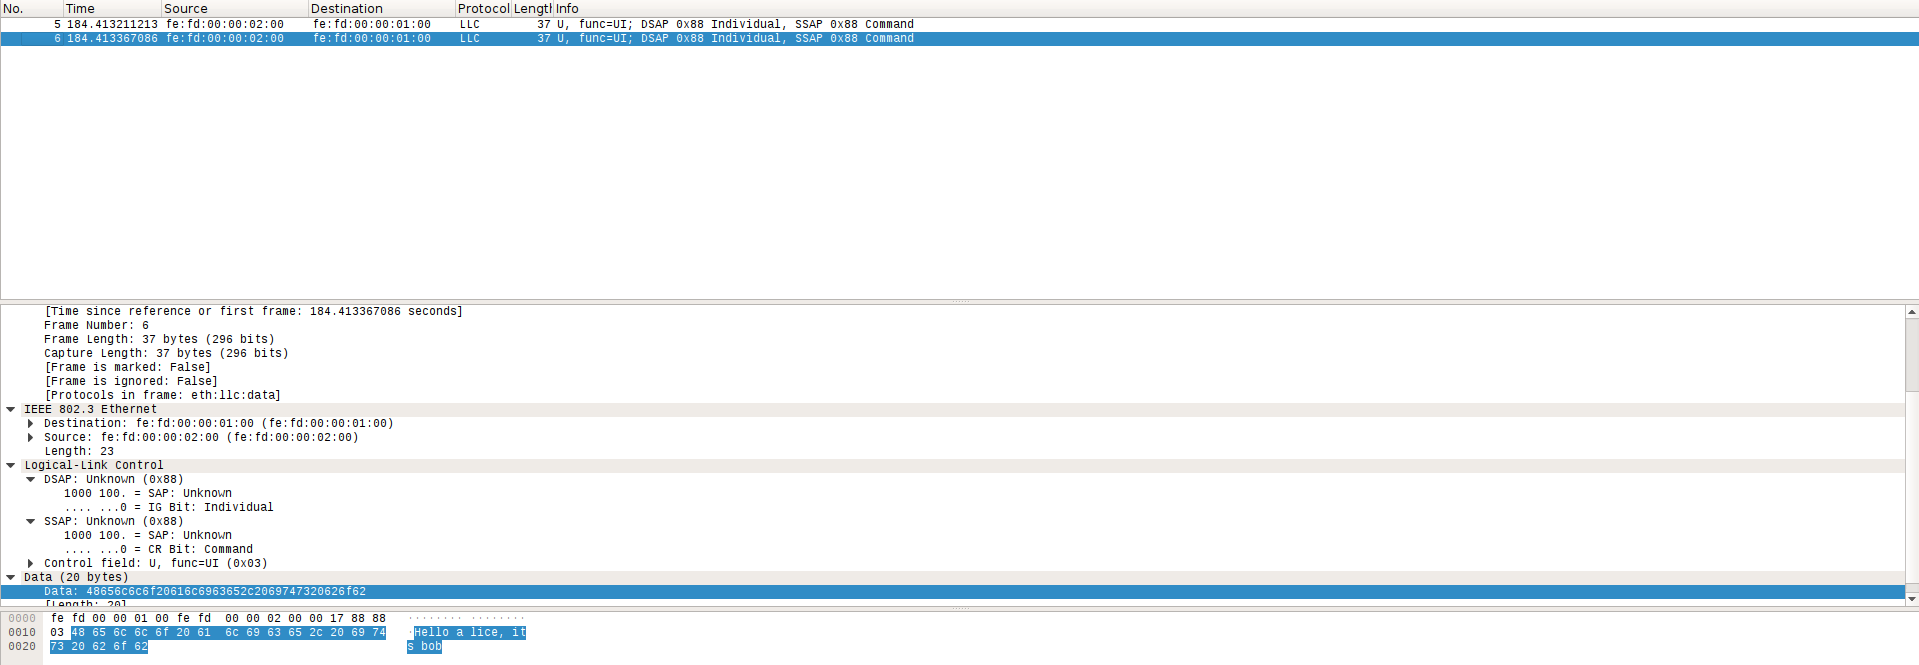 No. Time Source Destination Protocol Lengtl Info
5 184.413211213 fe:fd:00:00:02:00 fe:fd:00:00:01:00 LLC 37 U, func=UI; DSAP 0x88 Individual, SSAP 0x88 Command
6 184.413367086 fe:fd:00:00:02:00 fe:fd:00:00:01:00 LLC 37 U, func=UI; DSAP 0x88 Individual, SSAP 0x88 Command
[Time since reference or first frame: 184.413367086 seconds]
Frame Number: 6
Frame Length: 37 bytes (296 bits)
Capture Length: 37 bytes (296 bits)
[Frame is marked: False]
[Frame is ignored: False]
[Protocols in frame: eth:llc:data]
IEEE 802.3 Ethernet
Destination: fe:fd:00:00:01:00 (fe:fd:00:00:01:00)
Source: fe:fd:00:00:02:00 (fe:fd:00:00:02:00)
Length: 23
Logical-Link Control
DSAP: Unknown (0x88)
1000 100. = SAP: Unknown
.... ...0 = IG Bit: Individual
SSAP: Unknown (0x88)
1000 100. = SAP: Unknown
.... ...0 = CR Bit: Command
Control field: U, func=UI (0x03)
Data (20 bytes)
Data: 48656c6c6f20616c6963652c2069747320626f62
[Length: 20]
0000 fe fd 00 00 01 00 fe fd 00 00 02 00 00 17 88 88 ........ ........
0010 03 48 65 6c 6c 6f 20 61 6c 69 63 65 2c 20 69 74 .Hello a lice, it
0020 73 20 62 6f 62 s bob